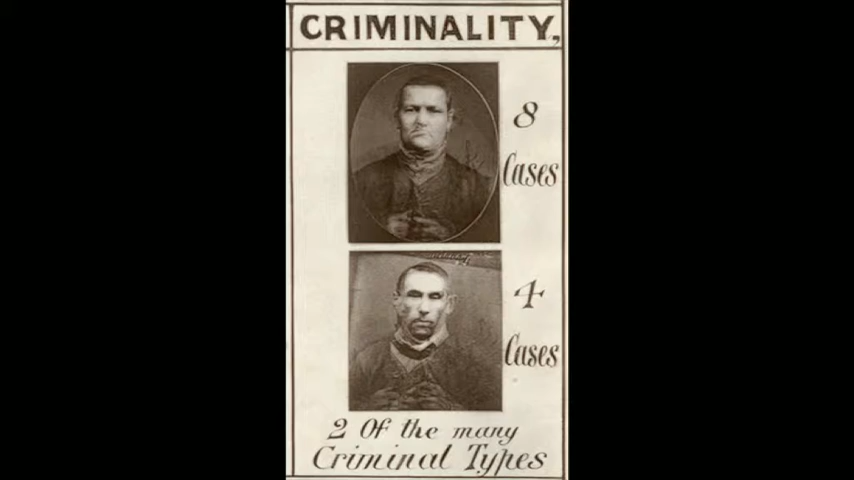 CRIMINALITY,
8
Cases
4
Cases
2 Of the many
Criminal Types